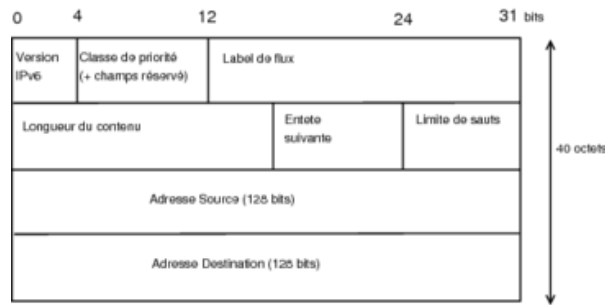 0 4 12 24 31 bits
Version
IPv6
Classe de priorité
(+ champs réservé)
Label de flux
Longueur du contenu
Entete
suivante
Limite de sauts
40 octets
Adresse Source (128 bits)
Adresse Destination (128 bits)